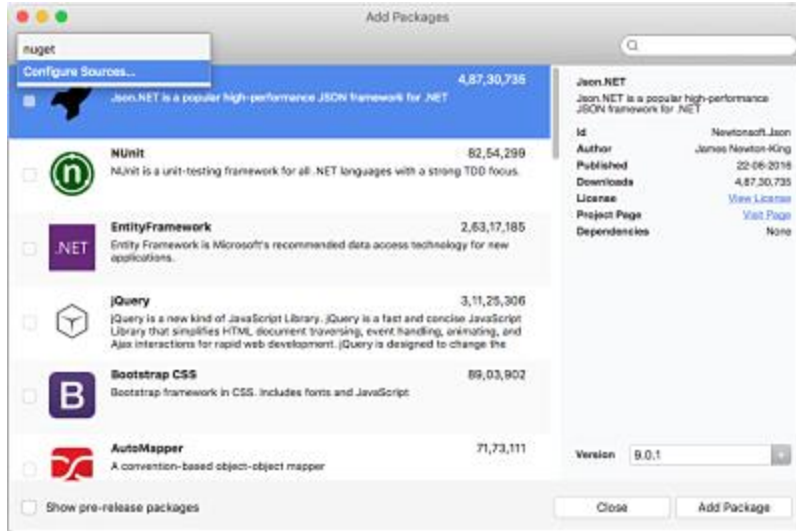 Add Packages
nuget
Configure Sources...
4,87,30,735
Json.NET is a popular high-performance JSON framework for .NET
NUnit 82,54,299
NUnit is a unit-testing framework for all .NET languages with a strong TDD focus.
.NET
EntityFramework 2,63,17,185
Entity Framework is Microsoft's recommended data access technology for new
applications.
jQuery 3,11,25,306
jQuery is a new kind of JavaScript Library. jQuery is a fast and concise JavaScript
Library that simplifies HTML document traversing, event handling, animating, and
Ajax interactions for rapid web development. jQuery is designed to change the
B
Bootstrap CSS 89,03,902
Bootstrap framework in CSS. Includes fonts and JavaScript
AutoMapper 71,73,111
A convention-based object-object mapper
Show pre-release packages
Json.NET
Json.NET is a popular high-performance
JSON framework for .NET
Id Newtonsoft.Json
Author James Newton-King
Published 22-06-2016
Downloads 4,87,30,735
License View License
Project Page Visit Page
Dependencies None
Version 9.0.1
Close Add Package